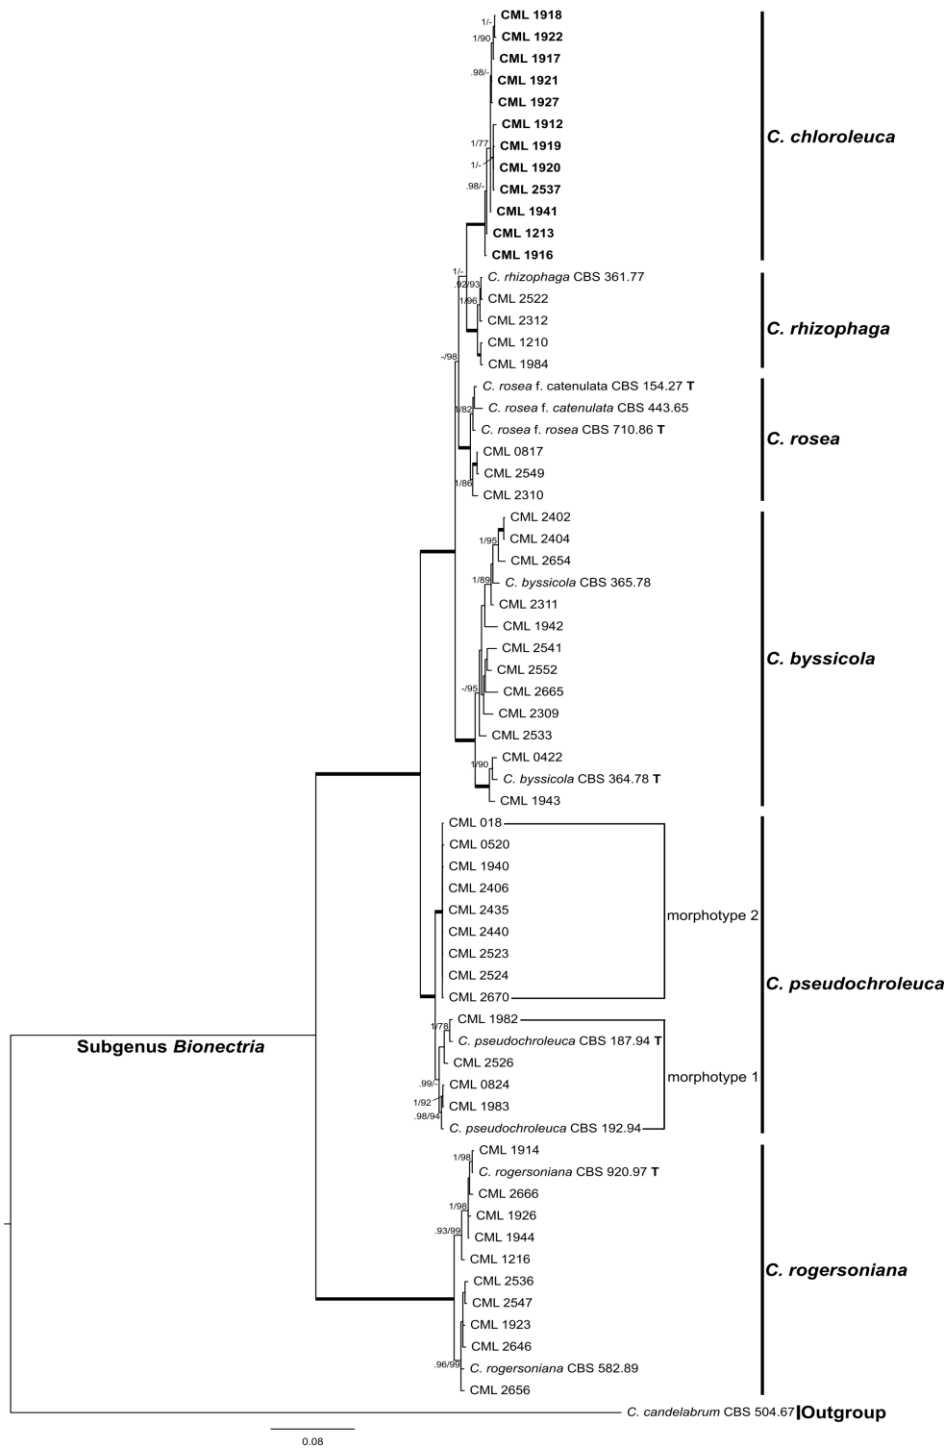 1/-
CML 1918
CML 1922
1/90
CML 1917
.98/-
CML 1921
CML 1927
CML 1912
C. chloroleuca
1/77
CML 1919
1/-
CML 1920
.98/-
CML 2537
CML 1941
CML 1213
CML 1916
1/-
C. rhizophaga CBS 361.77
.92/93
1/96
CML 2522
CML 2312
C. rhizophaga
CML 1210
-/98
CML 1984
C. rosea f. catenulata CBS 154.27 T
1/82
C. rosea f. catenulata CBS 443.65
C. rosea f. rosea CBS 710.86 T
C. rosea
CML 0817
CML 2549
1/86
CML 2310
CML 2402
1/95
CML 2404
CML 2654
1/89
C. byssicola CBS 365.78
CML 2311
CML 1942
CML 2541
C. byssicola
CML 2552
-/95
CML 2665
CML 2309
CML 2533
CML 0422
1/90
C. byssicola CBS 364.78 T
CML 1943
CML 018
CML 0520
CML 1940
CML 2406
CML 2435
morphotype 2
CML 2440
CML 2523
CML 2524
C. pseudochroleuca
CML 2670
CML 1982
1/78
C. pseudochroleuca CBS 187.94 T
Subgenus Bionectria
CML 2526
morphotype 1
.99/-
CML 0824
1/92
CML 1983
.98/94
C. pseudochroleuca CBS 192.94
CML 1914
1/98
C. rogersoniana CBS 920.97 T
CML 2666
1/98
CML 1926
.93/99
CML 1944
CML 1216
C. rogersoniana
CML 2536
CML 2547
CML 1923
CML 2646
.96/99
C. rogersoniana CBS 582.89
CML 2656
C. candelabrum CBS 504.67
Outgroup
0.08